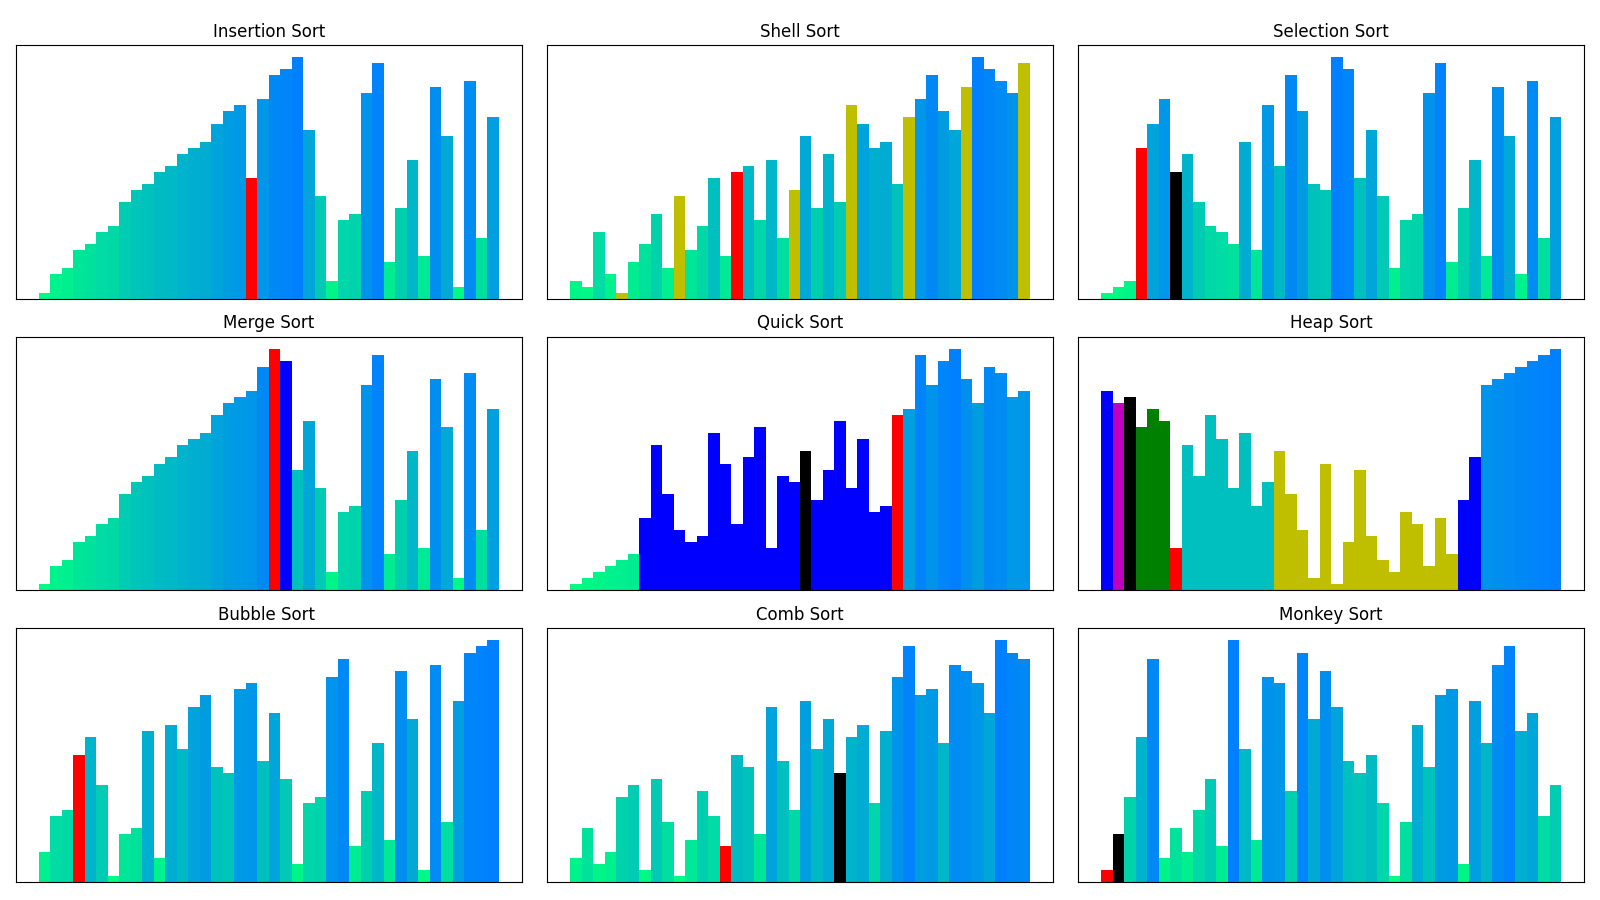 Insertion Sort
Shell Sort
Selection Sort
Merge Sort
Quick Sort
Heap Sort
Bubble Sort
Comb Sort
Monkey Sort